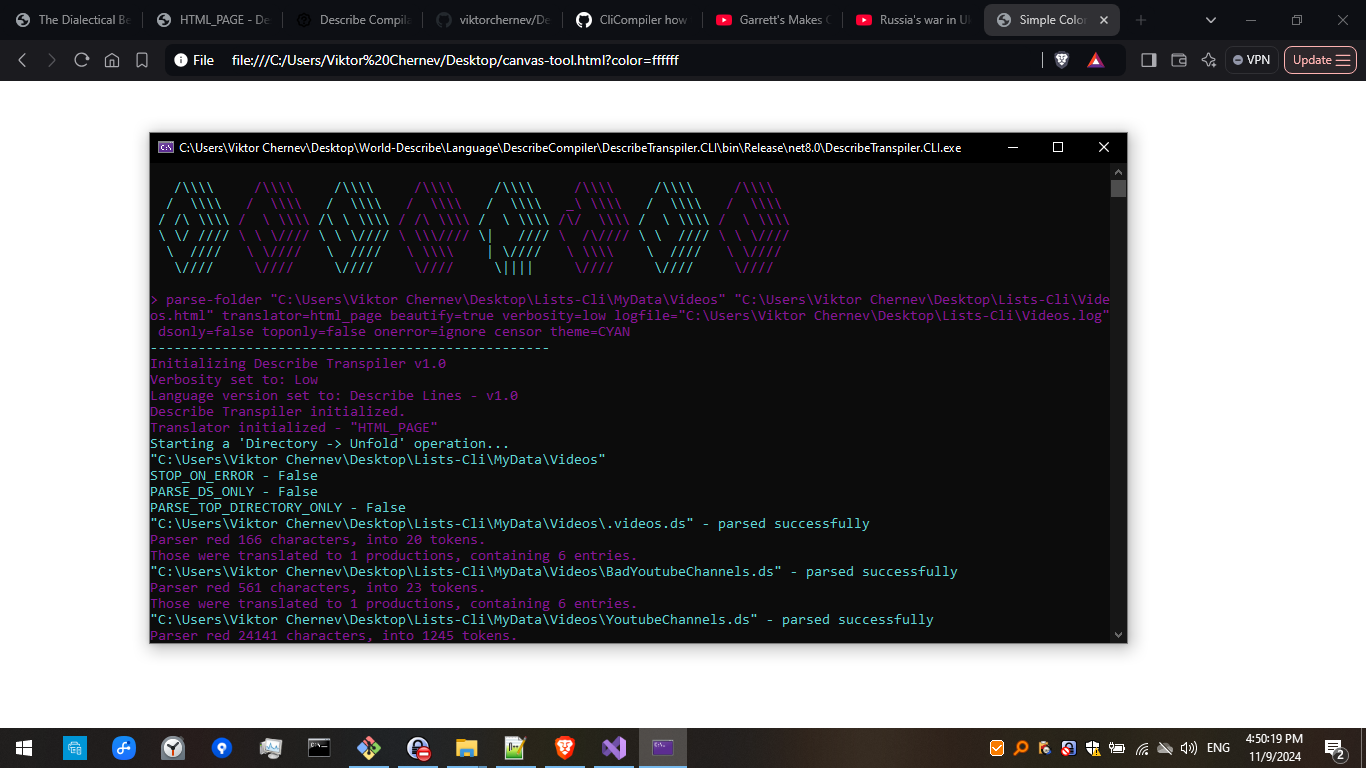 The Dialectical Be
HTML_PAGE - De
Describe Compila
viktorchernev/De
CliCompiler how
Garrett's Makes C
Russia's war in U
Simple Color
File file:///C:/Users/Viktor%20Chernev/Desktop/canvas-tool.html?color=ffffff
VPN
Update
C:\Users\Viktor Chernev\Desktop\World-Describe\Language\DescribeCompiler\DescribeTranspiler.CLI\bin\Release\net8.0\DescribeTranspiler.CLI.exe
> parse-folder "C:\Users\Viktor Chernev\Desktop\Lists-Cli\MyData\Videos" "C:\Users\Viktor Chernev\Desktop\Lists-Cli\Vide
os.html" translator=html_page beautify=true verbosity=low logfile="C:\Users\Viktor Chernev\Desktop\Lists-Cli\Videos.log"
dsonly=false toponly=false onerror=ignore censor theme=CYAN
--------------------------------------------------
Initializing Describe Transpiler v1.0
Verbosity set to: Low
Language version set to: Describe Lines - v1.0
Describe Transpiler initialized.
Translator initialized - "HTML_PAGE"
Starting a 'Directory -> Unfold' operation...
"C:\Users\Viktor Chernev\Desktop\Lists-Cli\MyData\Videos"
STOP_ON_ERROR - False
PARSE_DS_ONLY - False
PARSE_TOP_DIRECTORY_ONLY - False
"C:\Users\Viktor Chernev\Desktop\Lists-Cli\MyData\Videos\.videos.ds" - parsed successfully
Parser red 166 characters, into 20 tokens.
Those were translated to 1 productions, containing 6 entries.
"C:\Users\Viktor Chernev\Desktop\Lists-Cli\MyData\Videos\BadYoutubeChannels.ds" - parsed successfully
Parser red 561 characters, into 23 tokens.
Those were translated to 1 productions, containing 6 entries.
"C:\Users\Viktor Chernev\Desktop\Lists-Cli\MyData\Videos\YoutubeChannels.ds" - parsed successfully
Parser red 24141 characters, into 1245 tokens.
ENG
4:50:19 PM
11/9/2024
2